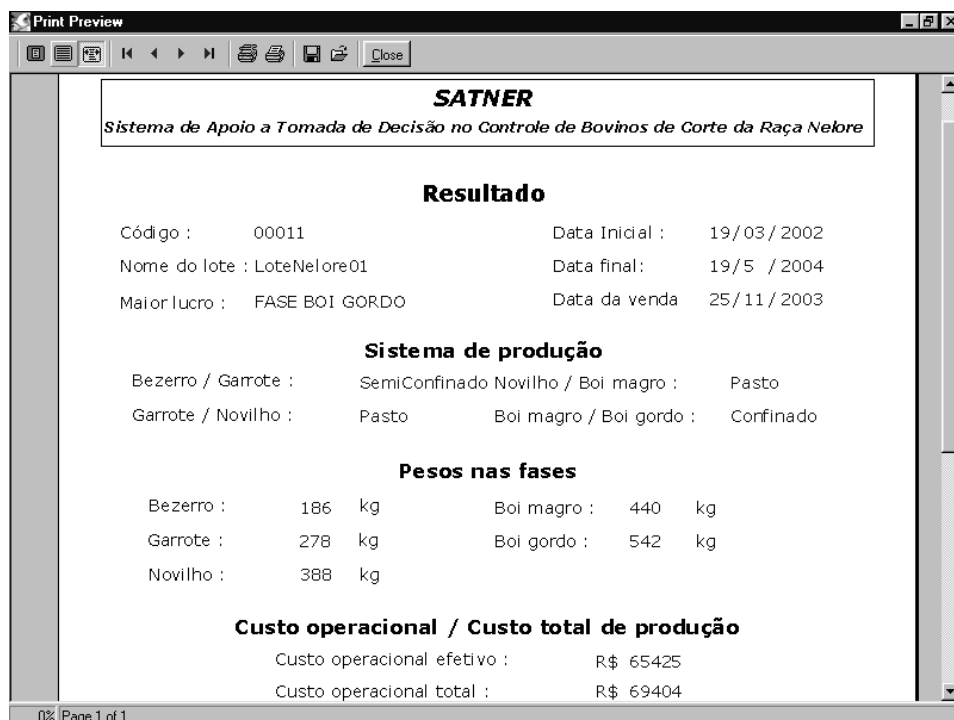 Print Preview
Close
SATNER
Sistema de Apoio a Tomada de Decisão no Controle de Bovinos de Corte da Raça Nelore
Resultado
Código : 00011 Data Inicial : 19/03/2002
Nome do lote : LoteNelore01 Data final: 19/5 /2004
Maior lucro : FASE BOI GORDO Data da venda 25/11/2003
Sistema de produção
Bezerro / Garrote : SemiConfinado Novilho / Boi magro : Pasto
Garrote / Novilho : Pasto Boi magro / Boi gordo : Confinado
Pesos nas fases
Bezerro : 186 kg Boi magro : 440 kg
Garrote : 278 kg Boi gordo : 542 kg
Novilho : 388 kg
Custo operacional / Custo total de produção
Custo operacional efetivo : R$ 65425
Custo operacional total : R$ 69404
0% Page 1 of 1